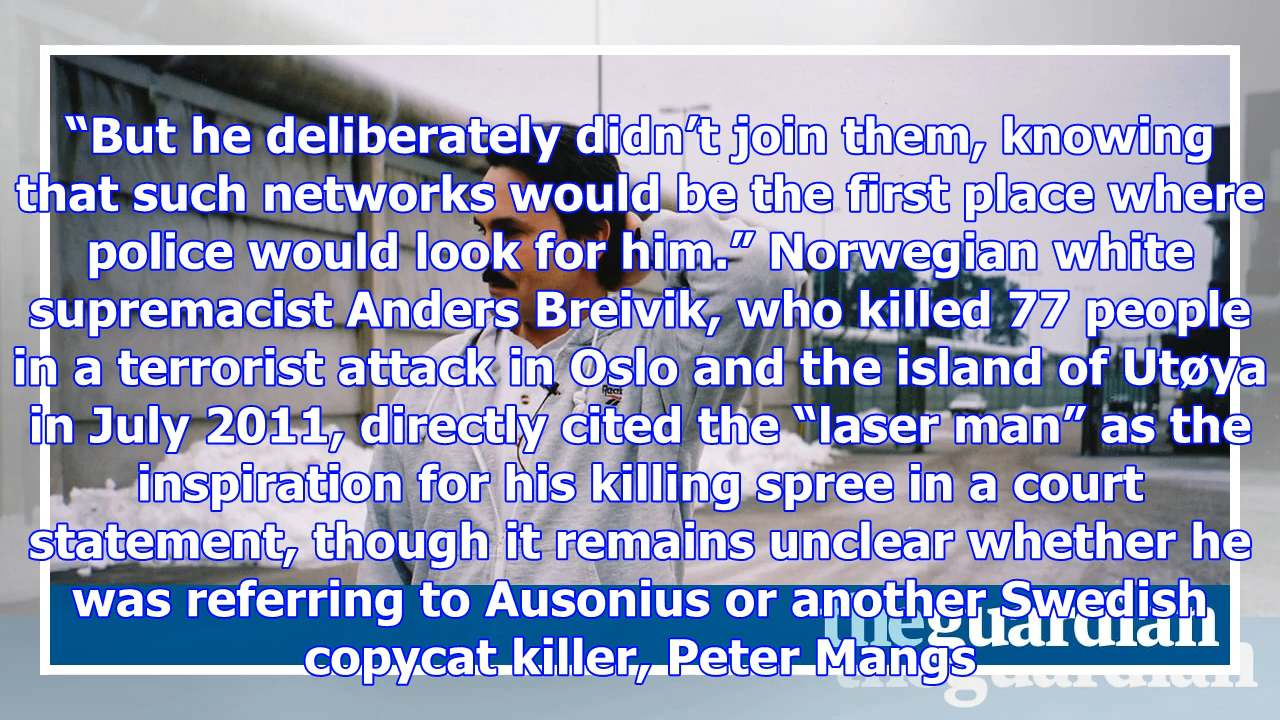 “But he deliberately didn’t join them, knowing
that such networks would be the first place where
police would look for him.” Norwegian white
supremacist Anders Breivik, who killed 77 people
in a terrorist attack in Oslo and the island of Utøya
in July 2011, directly cited the “laser man” as the
inspiration for his killing spree in a court
statement, though it remains unclear whether he
was referring to Ausonius or another Swedish
copycat killer, Peter Mangs
theguardian
theguardian